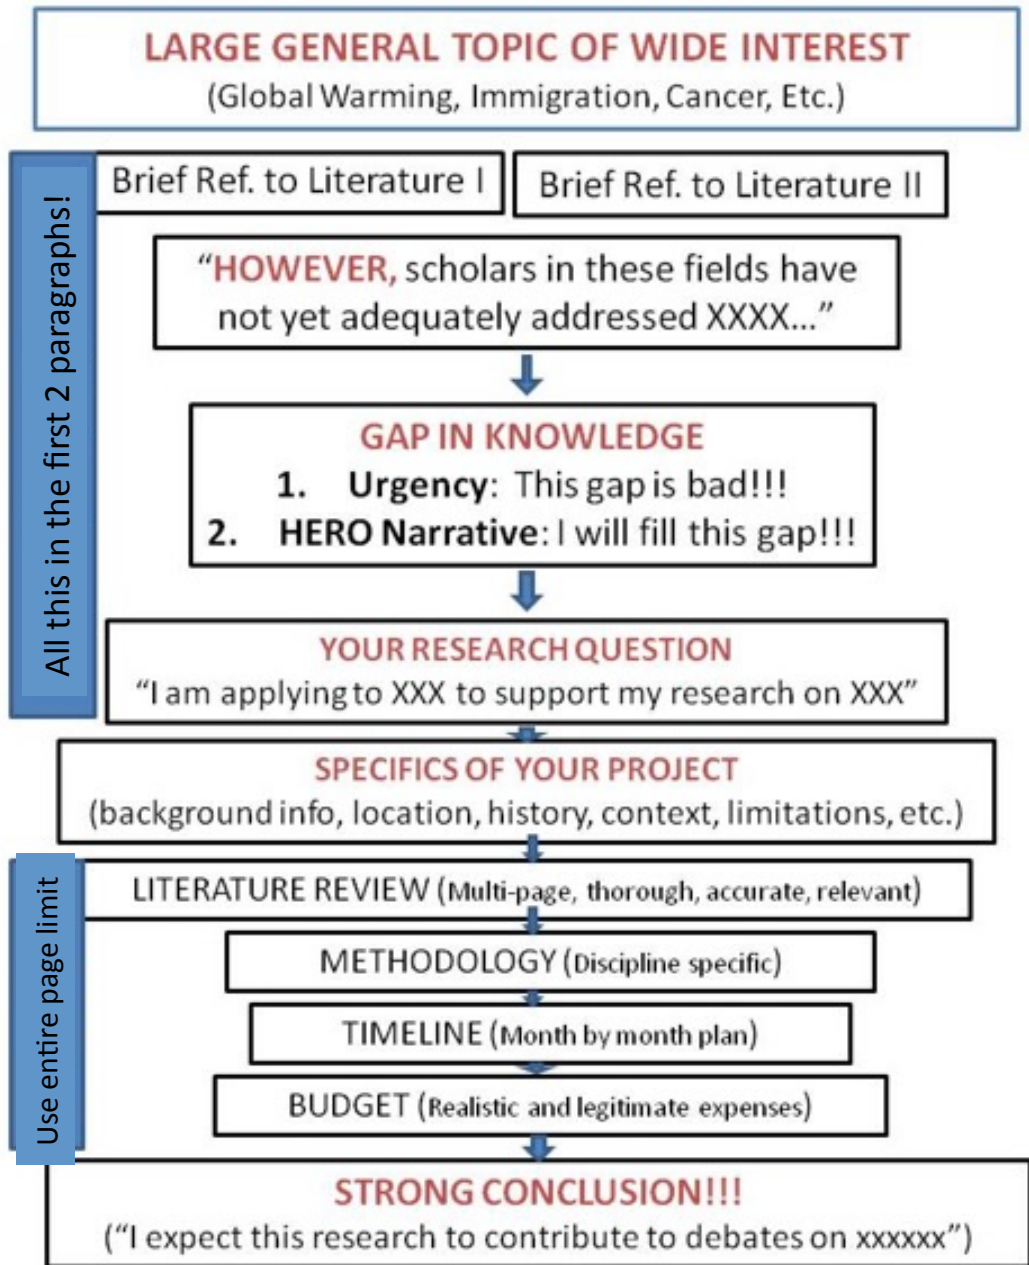 LARGE GENERAL TOPIC OF WIDE INTEREST
(Global Warming, Immigration, Cancer, Etc.)
All this in the first 2 paragraphs!
Brief Ref. to Literature I
Brief Ref. to Literature II
“HOWEVER, scholars in these fields have
not yet adequately addressed XXXX...”
GAP IN KNOWLEDGE
1. Urgency: This gap is bad!!!
2. HERO Narrative: I will fill this gap!!!
YOUR RESEARCH QUESTION
“I am applying to XXX to support my research on XXX”
SPECIFICS OF YOUR PROJECT
(background info, location, history, context, limitations, etc.)
Use entire page limit
LITERATURE REVIEW (Multi-page, thorough, accurate, relevant)
METHODOLOGY (Discipline specific)
TIMELINE (Month by month plan)
BUDGET (Realistic and legitimate expenses)
STRONG CONCLUSION!!!
(“I expect this research to contribute to debates on xxxxxx”)